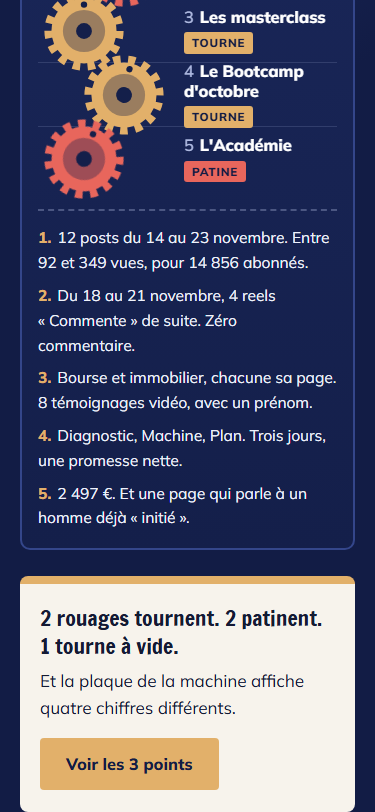 3 Les masterclass
TOURNE
4 Le Bootcamp
d'octobre
TOURNE
5 L'Académie
PATINE
1. 12 posts du 14 au 23 novembre. Entre
92 et 349 vues, pour 14 856 abonnés.
2. Du 18 au 21 novembre, 4 reels
« Commente » de suite. Zéro
commentaire.
3. Bourse et immobilier, chacune sa page.
8 témoignages vidéo, avec un prénom.
4. Diagnostic, Machine, Plan. Trois jours,
une promesse nette.
5. 2 497 €. Et une page qui parle à un
homme déjà « initié ».
2 rouages tournent. 2 patinent.
1 tourne à vide.
Et la plaque de la machine affiche
quatre chiffres différents.
Voir les 3 points